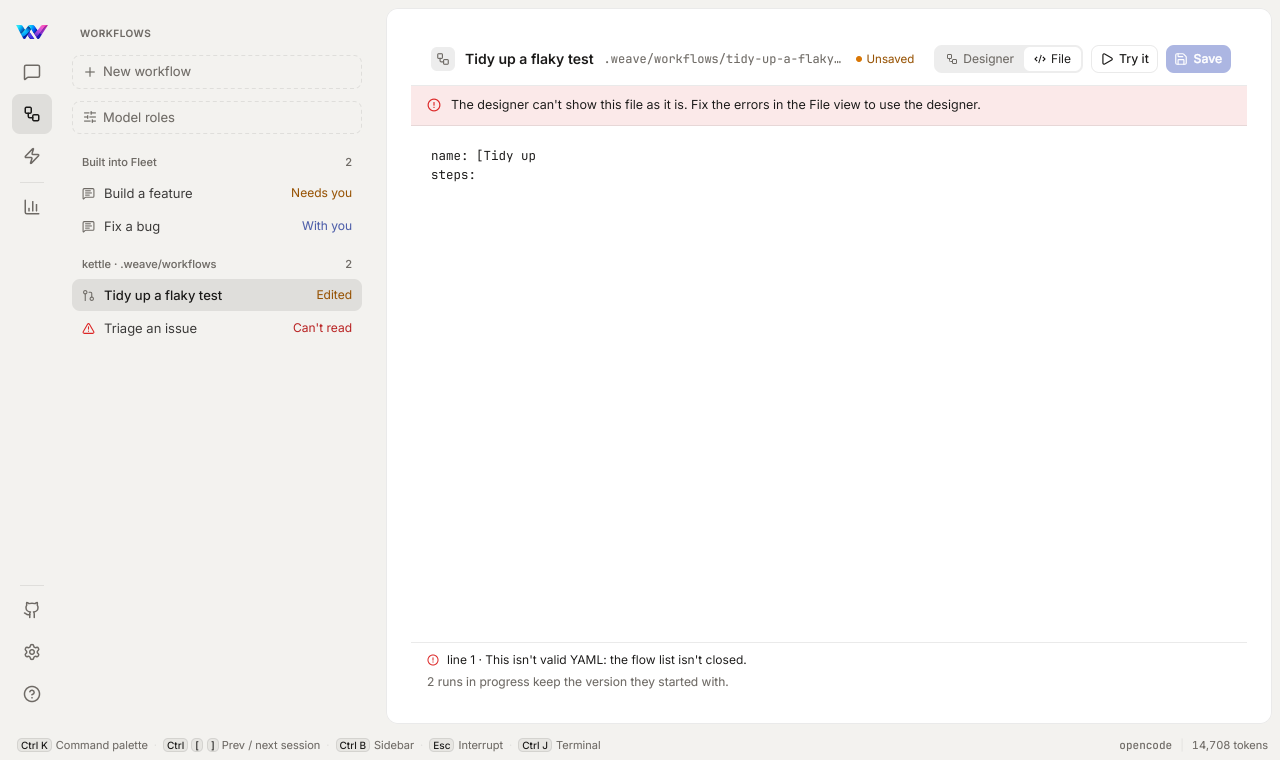 WORKFLOWS
New workflow
Model roles
Built into Fleet 2
Build a feature Needs you
Fix a bug With you
kettle · .weave/workflows 2
Tidy up a flaky test Edited
Triage an issue Can't read
Tidy up a flaky test .weave/workflows/tidy-up-a-flaky… Unsaved Designer File Try it Save
The designer can't show this file as it is. Fix the errors in the File view to use the designer.
name: [Tidy up
steps:
line 1 · This isn't valid YAML: the flow list isn't closed.
2 runs in progress keep the version they started with.
Ctrl K Command palette Ctrl [ ] Prev / next session Ctrl B Sidebar Esc Interrupt Ctrl J Terminal opencode 14,708 tokens